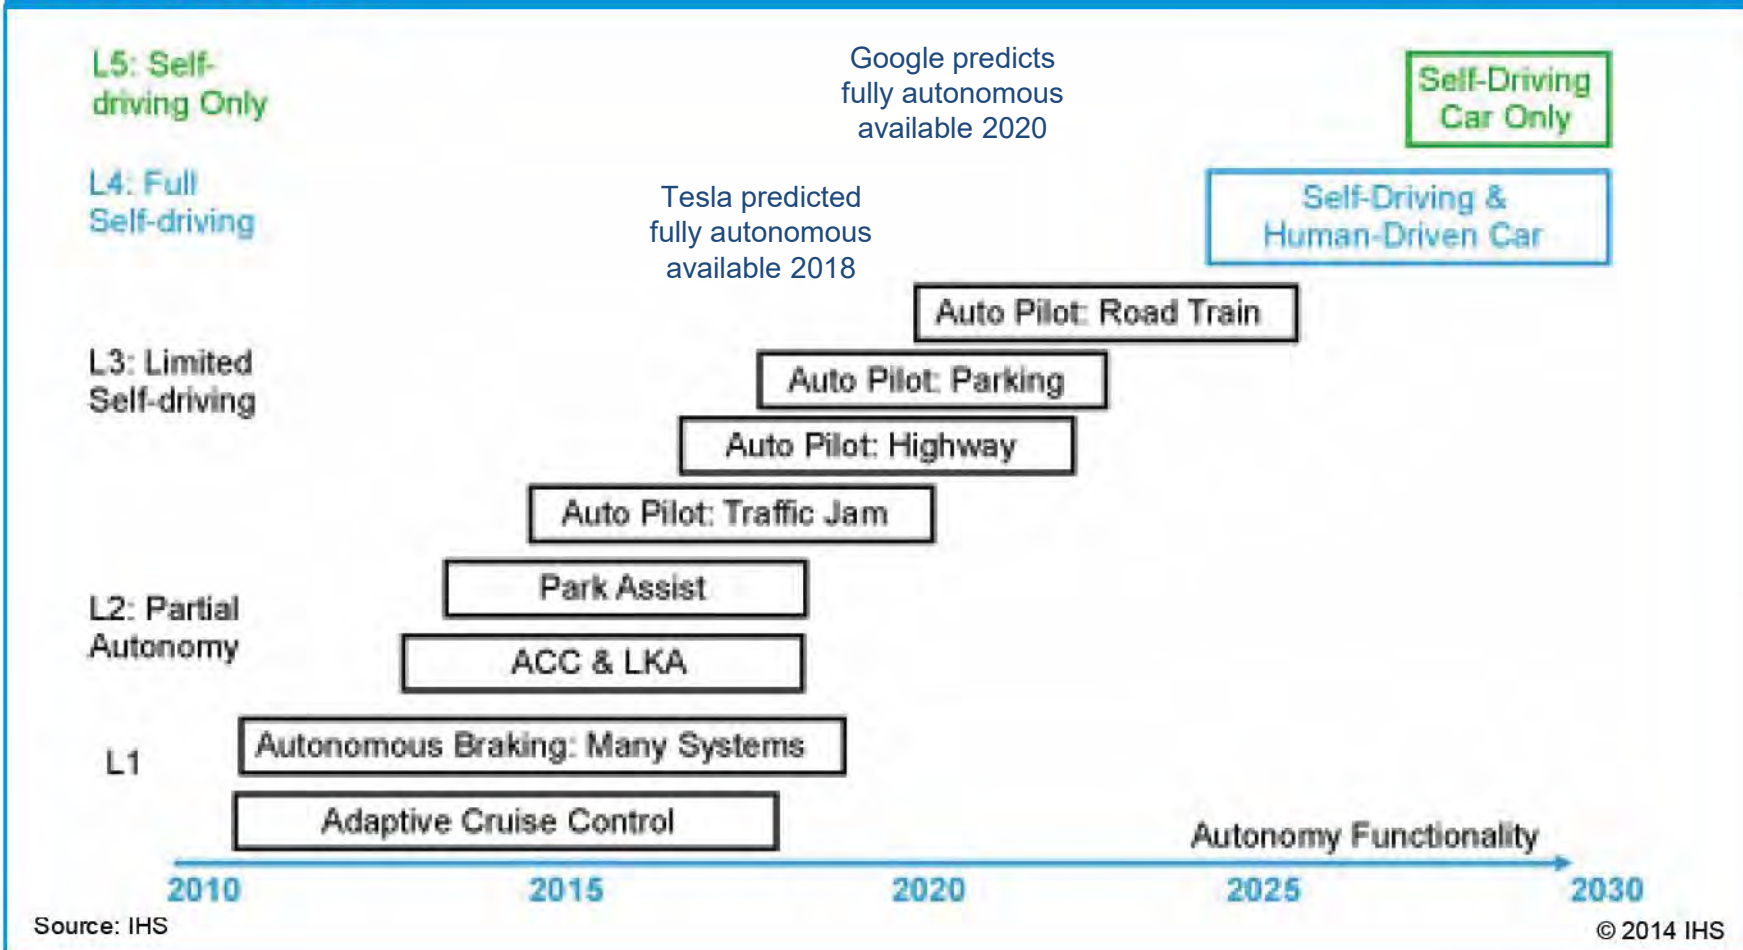 L5: Self-
driving Only
Google predicts
fully autonomous
available 2020
Self-Driving
Car Only
L4: Full
Self-driving
Tesla predicted
fully autonomous
available 2018
Self-Driving &
Human-Driven Car
Auto Pilot: Road Train
L3: Limited
Self-driving
Auto Pilot: Parking
Auto Pilot: Highway
Auto Pilot: Traffic Jam
Park Assist
L2: Partial
Autonomy
ACC & LKA
Autonomous Braking: Many Systems
L1
Adaptive Cruise Control
Autonomy Functionality
2010 2015 2020 2025 2030
Source: IHS
© 2014 IHS